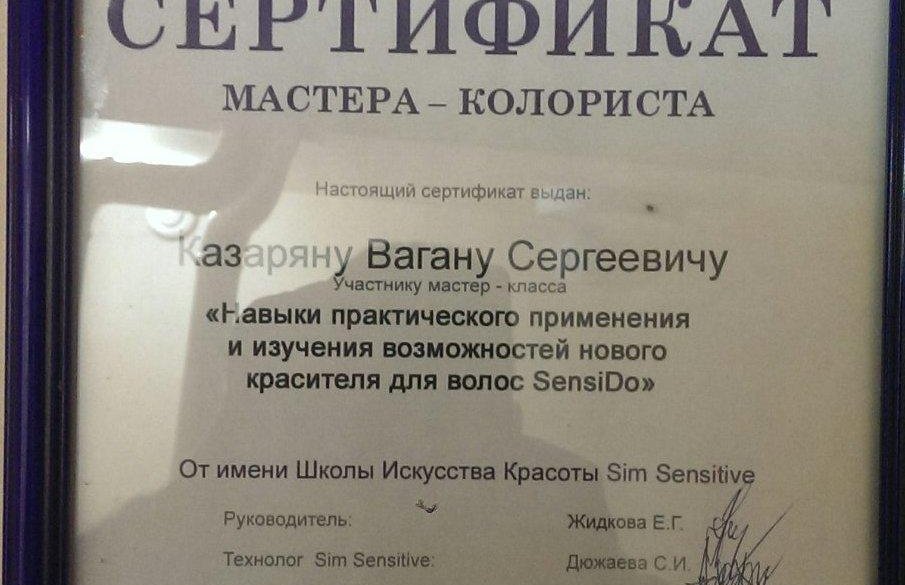 СЕРТИФИКАТ
МАСТЕРА – КОЛОРИСТА
Настоящий сертификат выдан:
Казаряну Вагану Сергеевичу
Участнику мастер - класса
«Навыки практического применения
и изучения возможностей нового
красителя для волос SensiDo»
От имени Школы Искусства Красоты Sim Sensitive
Руководитель: Жидкова Е.Г.
Технолог Sim Sensitive: Дюжаева С.И.